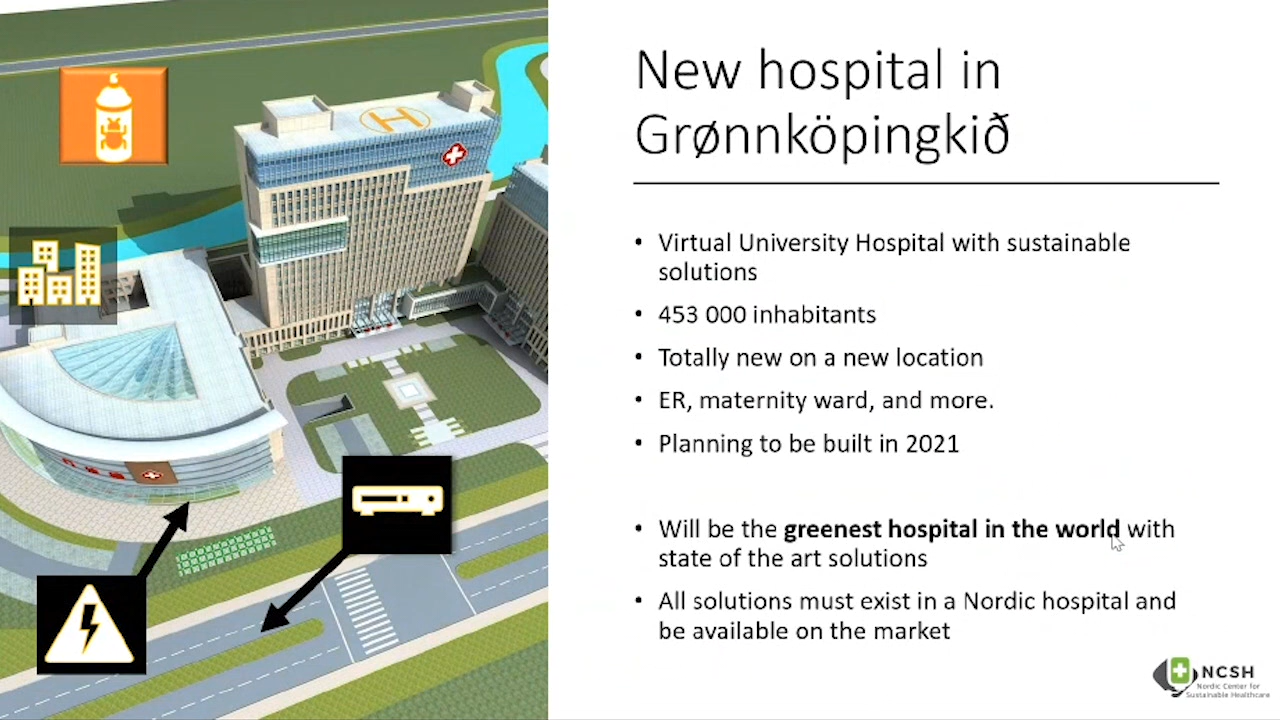 New hospital in
Grønnköpingkið
• Virtual University Hospital with sustainable
solutions
• 453 000 inhabitants
• Totally new on a new location
• ER, maternity ward, and more.
• Planning to be built in 2021
• Will be the greenest hospital in the world with
state of the art solutions
• All solutions must exist in a Nordic hospital and
be available on the market
H
NCSH
Nordic Center for
Sustainable Healthcare